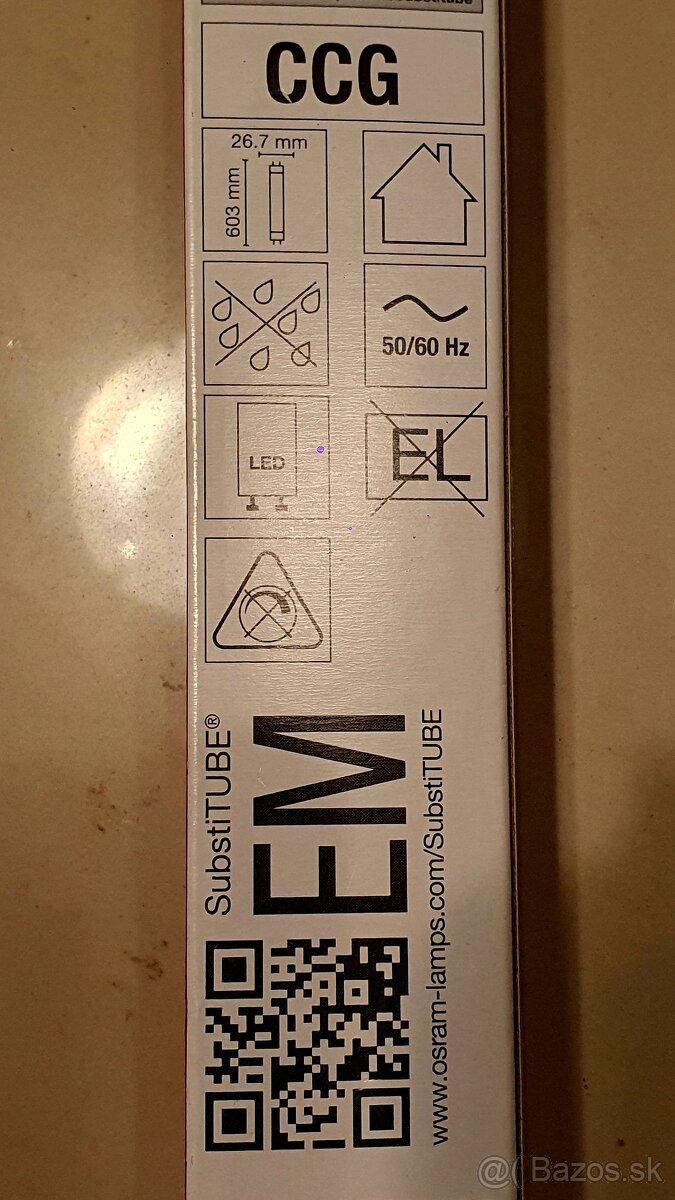 CCG
26.7 mm
603 mm
50/60 Hz
LED
EL
SubstiTUBE®
EM
www.osram-lamps.com/SubstiTUBE
@( Bazos.sk